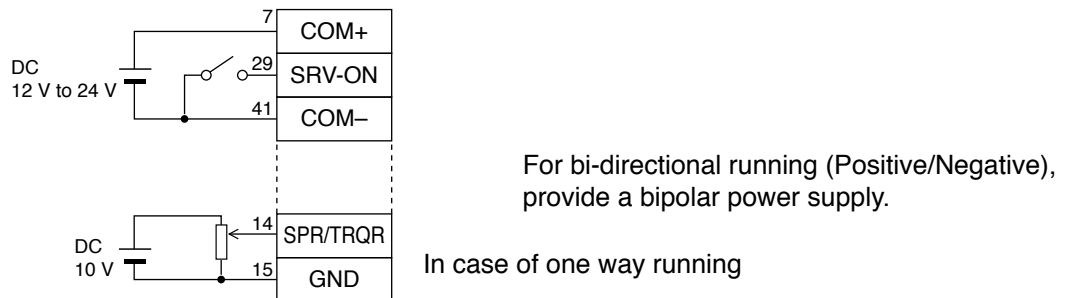 7
COM+
DC
12 V to 24 V
29
SRV-ON
41
COM–
For bi-directional running (Positive/Negative),
provide a bipolar power supply.
14
SPR/TRQR
DC
10 V
15
GND
In case of one way running